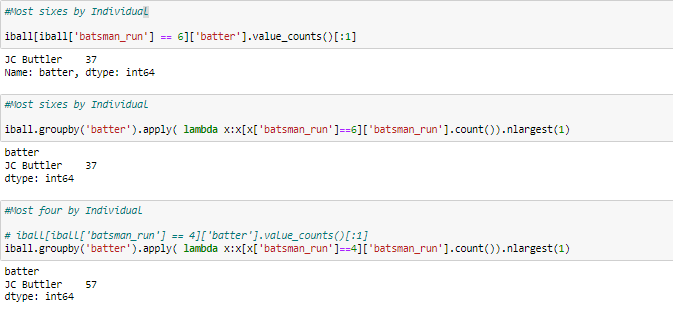 #Most sixes by Individual
iball[iball['batsman_run'] == 6]['batter'].value_counts()[:1]
JC Buttler    37
Name: batter, dtype: int64
#Most sixes by Individual
iball.groupby('batter').apply( lambda x:x[x['batsman_run']==6]['batsman_run'].count()).nlargest(1)
batter
JC Buttler    37
dtype: int64
#Most four by Individual
# iball[iball['batsman_run'] == 4]['batter'].value_counts()[:1]
iball.groupby('batter').apply( lambda x:x[x['batsman_run']==4]['batsman_run'].count()).nlargest(1)
batter
JC Buttler    57
dtype: int64